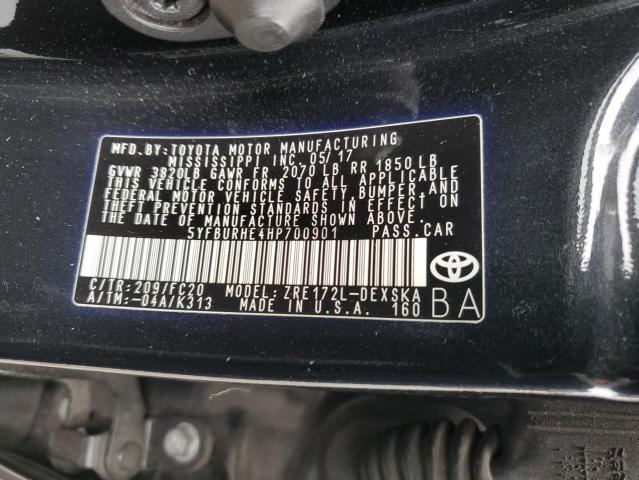 MFD.BY:TOYOTA MOTOR MANUFACTURING
MISSISSIPPI INC. 05/17
GVWR 3820LB GAWR FR 2070 LB RR 1850 LB
THIS VEHICLE CONFORMS TO ALL APPLICABLE
FEDERAL MOTOR VEHICLE SAFETY, BUMPER, AND
THEFT PREVENTION STANDARDS IN EFFECT ON
THE DATE OF MANUFACTURE SHOWN ABOVE.
5YFBURHE4HP700901 PASS.CAR
C/TR: 209/FC20 MODEL: ZRE172L-DEXSKA
A/TM:-04A/K313 MADE IN U.S.A. 160
BA